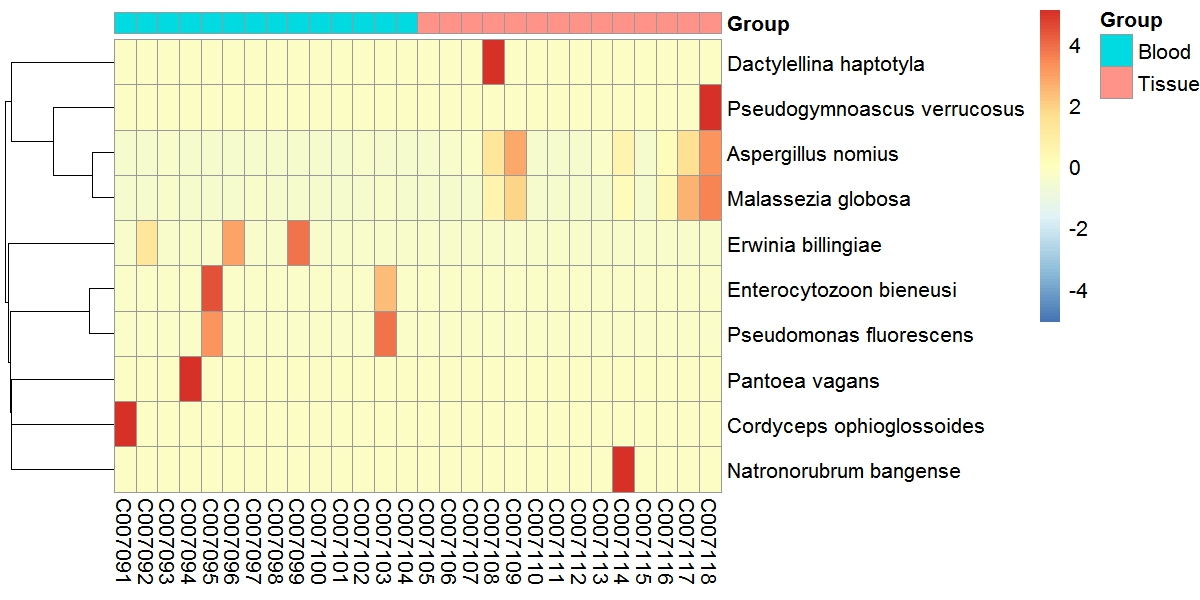 Group
Dactylellina haptotyla
Pseudogymnoascus verrucosus
Aspergillus nomius
Malassezia globosa
Erwinia billingiae
Enterocytozoon bieneusi
Pseudomonas fluorescens
Pantoea vagans
Cordyceps ophioglossoides
Natronorubrum bangense
C007091
C007092
C007093
C007094
C007095
C007096
C007097
C007098
C007099
C007100
C007101
C007102
C007103
C007104
C007105
C007106
C007107
C007108
C007109
C007110
C007111
C007112
C007113
C007114
C007115
C007116
C007117
C007118
4
2
0
-2
-4
Group
Blood
Tissue